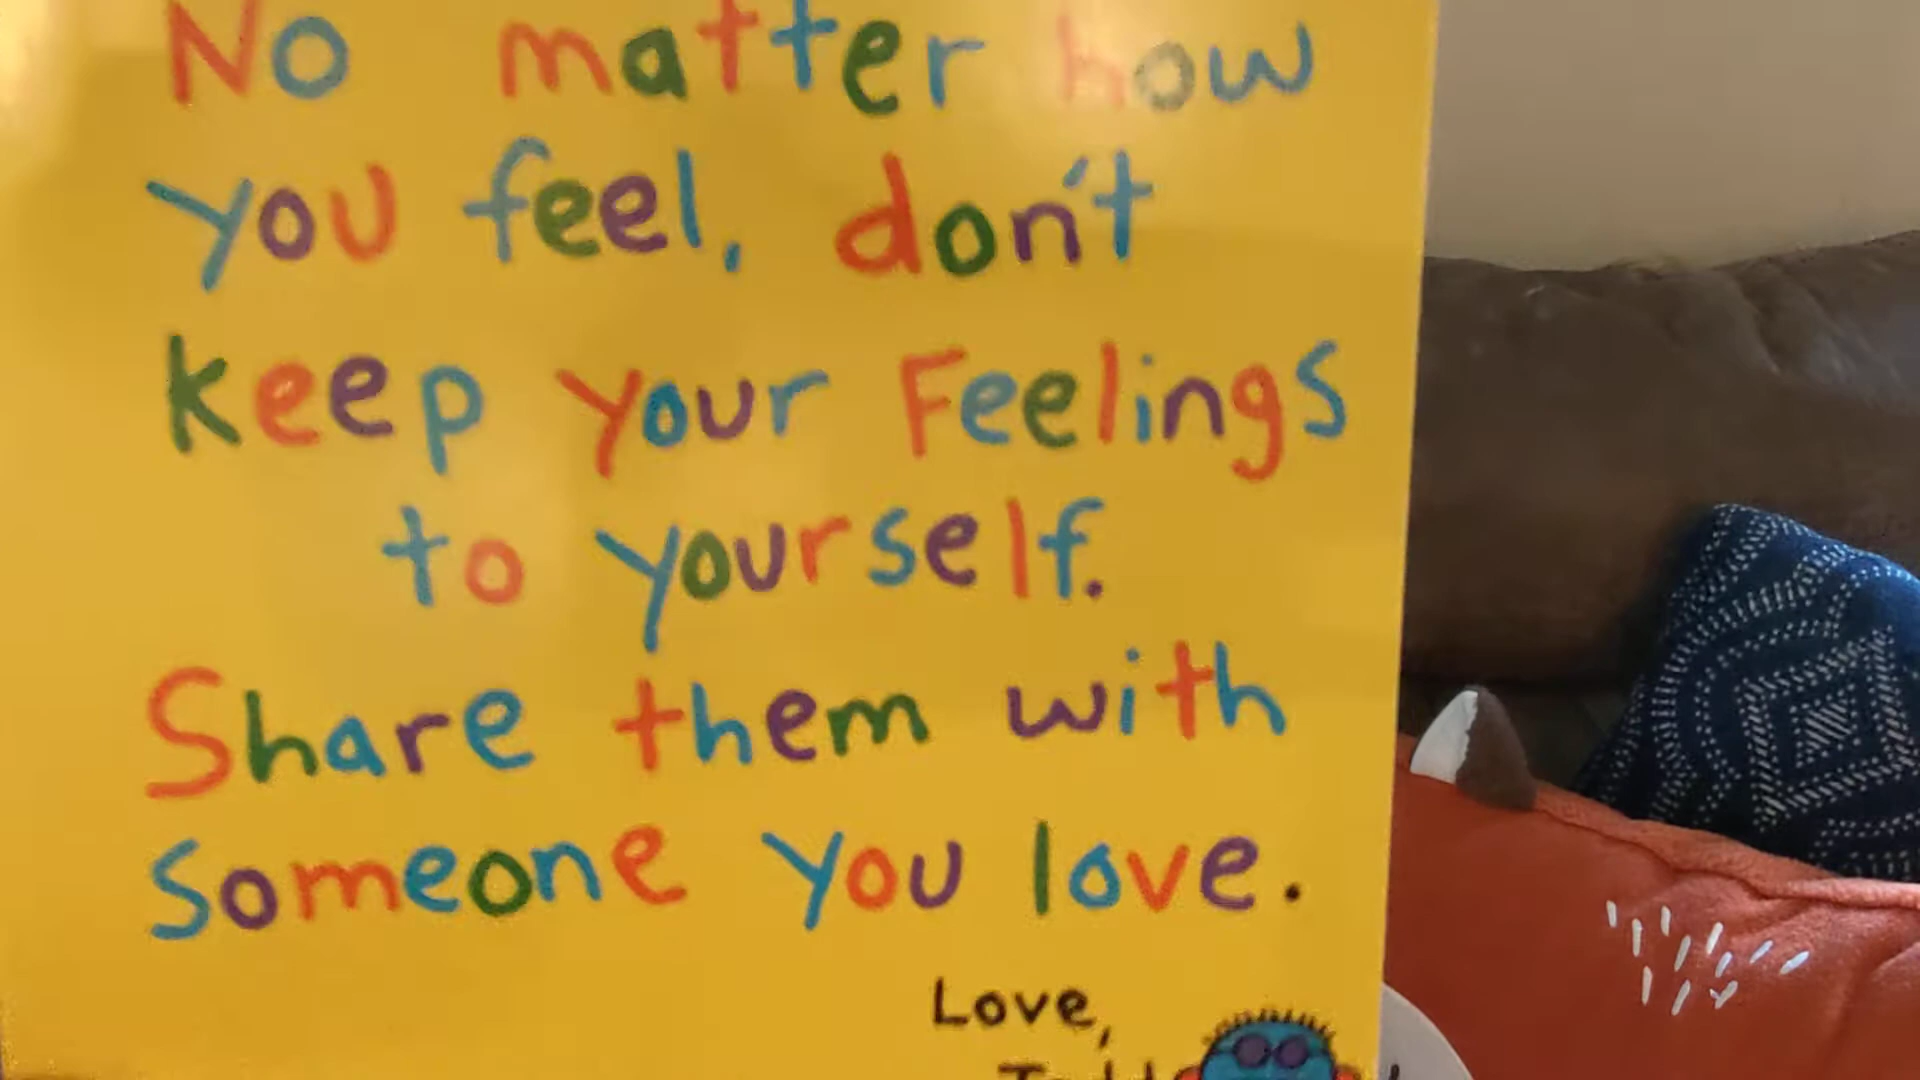 No matter how
you feel, don't
keep your Feelings
to yourself.
Share them with
someone you love.
Love,